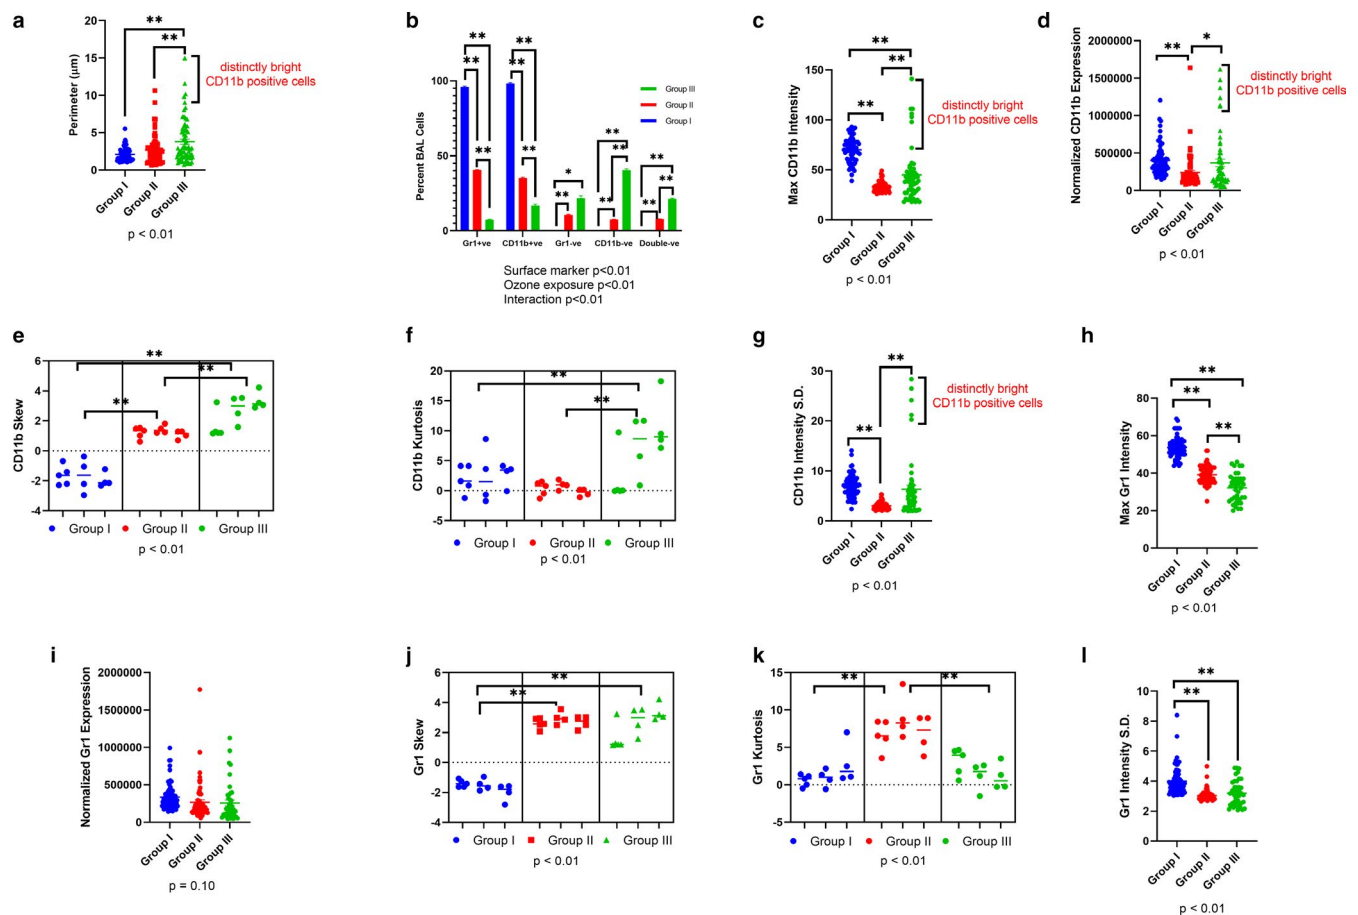 a
**
**
distinctly bright
CD11b positive cells
Perimeter (µm)
20
15
10
5
0
Group I
Group II
Group III
p < 0.01
b
**
**
**
**
**
**
**
**
*
**
**
**
**
**
**
Percent BAL Cells
100
50
0
Group III
Group II
Group I
Gr1+ve
CD11b+ve
Gr1-ve
CD11b-ve
Double-ve
Surface marker p<0.01
Ozone exposure p<0.01
Interaction p<0.01
c
**
**
**
distinctly bright
CD11b positive cells
Max CD11b Intensity
150
100
50
0
Group I
Group II
Group III
p < 0.01
d
**
*
distinctly bright
CD11b positive cells
Normalized CD11b Expression
2000000
1500000
1000000
500000
0
Group I
Group II
Group III
p < 0.01
e
**
**
**
CD11b Skew
6
4
2
0
-2
-4
Group I
Group II
Group III
p < 0.01
f
**
**
CD11b Kurtosis
20
15
10
5
0
-5
Group I
Group II
Group III
p < 0.01
g
**
**
distinctly bright
CD11b positive cells
CD11b Intensity S.D.
30
20
10
0
Group I
Group II
Group III
p < 0.01
h
**
**
**
Max Gr1 Intensity
80
60
40
20
0
Group I
Group II
Group III
p < 0.01
i
Normalized Gr1 Expression
2000000
1500000
1000000
500000
0
Group I
Group II
Group III
p = 0.10
j
**
**
Gr1 Skew
6
4
2
0
-2
-4
Group I
Group II
Group III
p < 0.01
k
**
**
Gr1 Kurtosis
15
10
5
0
-5
Group I
Group II
Group III
p < 0.01
l
**
**
Gr1 Intensity S.D.
10
8
6
4
2
0
Group I
Group II
Group III
p < 0.01